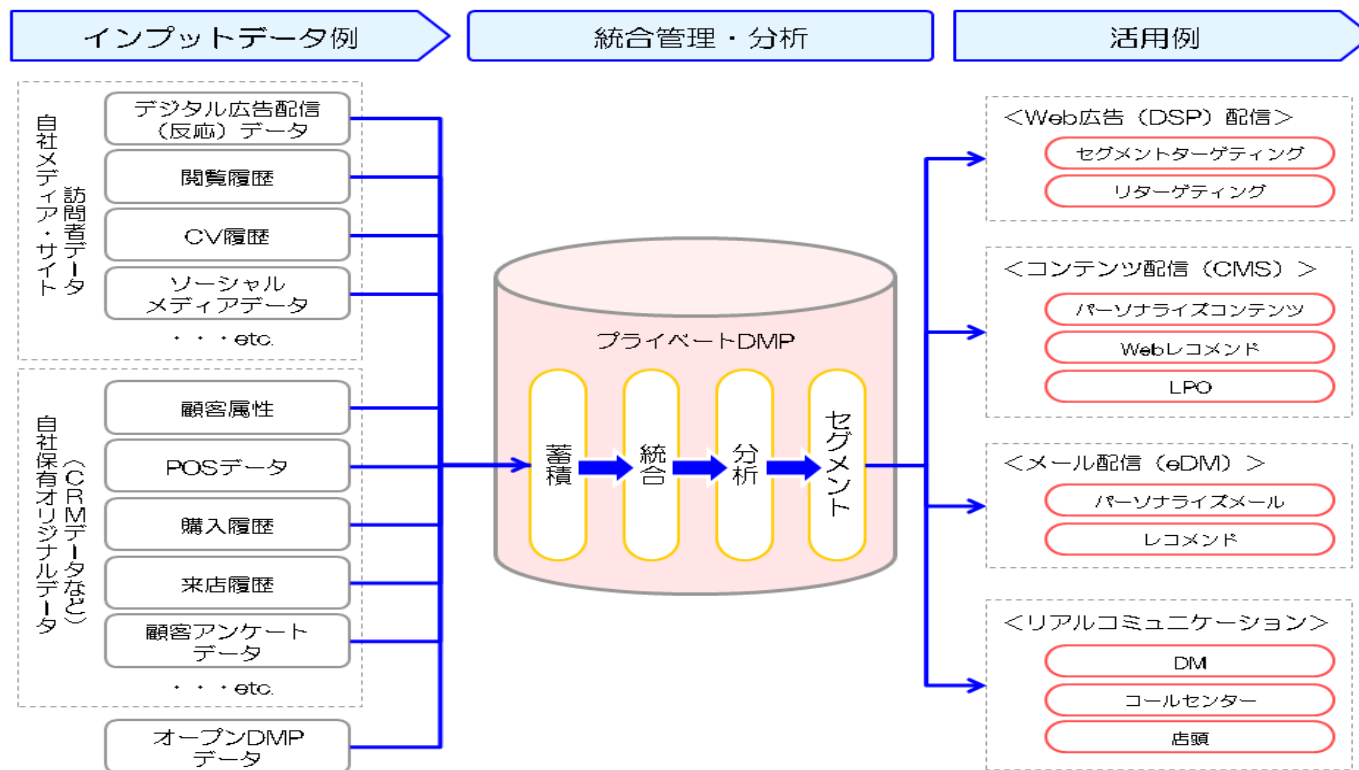 インプットデータ例
統合管理・分析
活用例
自社メディア・サイト
訪問者データ
デジタル広告配信
（反応）データ
閲覧履歴
CV履歴
ソーシャル
メディアデータ
・・・etc.
自社保有オリジナルデータ
（CRMデータなど）
顧客属性
POSデータ
購入履歴
来店履歴
顧客アンケート
データ
・・・etc.
オープンDMP
データ
プライベートDMP
蓄積
統合
分析
セグメント
＜Web広告（DSP）配信＞
セグメントターゲティング
リターゲティング
＜コンテンツ配信（CMS）＞
パーソナライズコンテンツ
Webレコメンド
LPO
＜メール配信（eDM）＞
パーソナライズメール
レコメンド
＜リアルコミュニケーション＞
DM
コールセンター
店頭